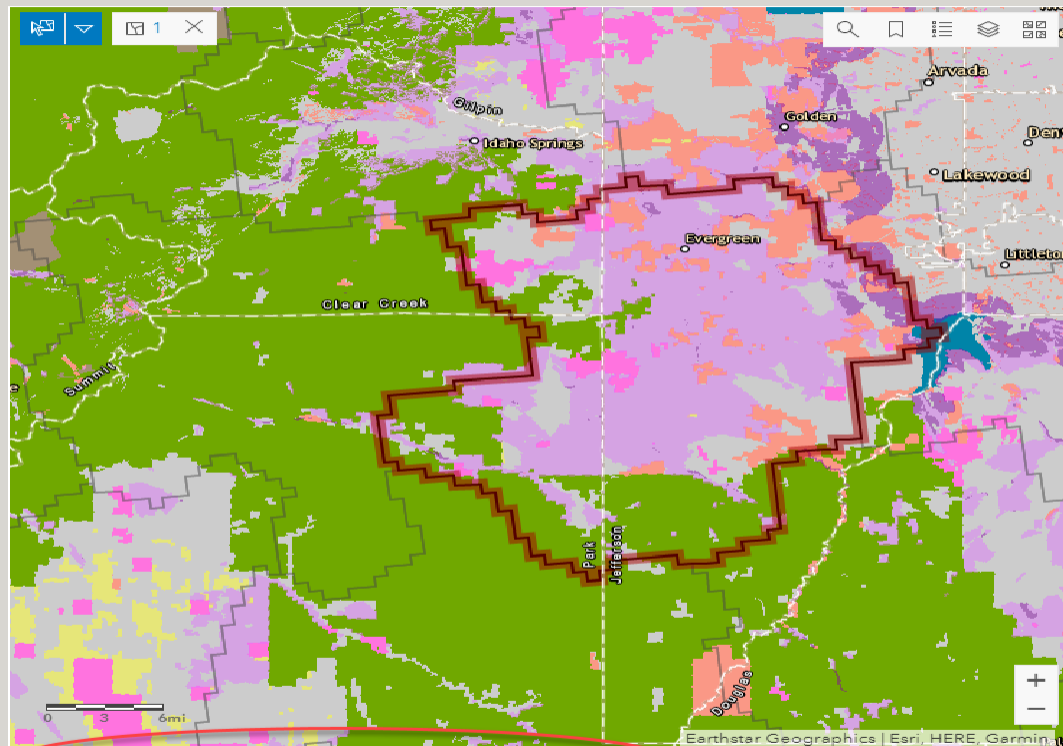 1
Arvada
Gilpin
Golden
Den
Idaho Springs
Lakewood
Evergreen
Littleto
Clear Creek
Summit
Park
Jefferson
Douglas
0 3 6mi
+
−
Earthstar Geographics | Esri, HERE, Garmin,